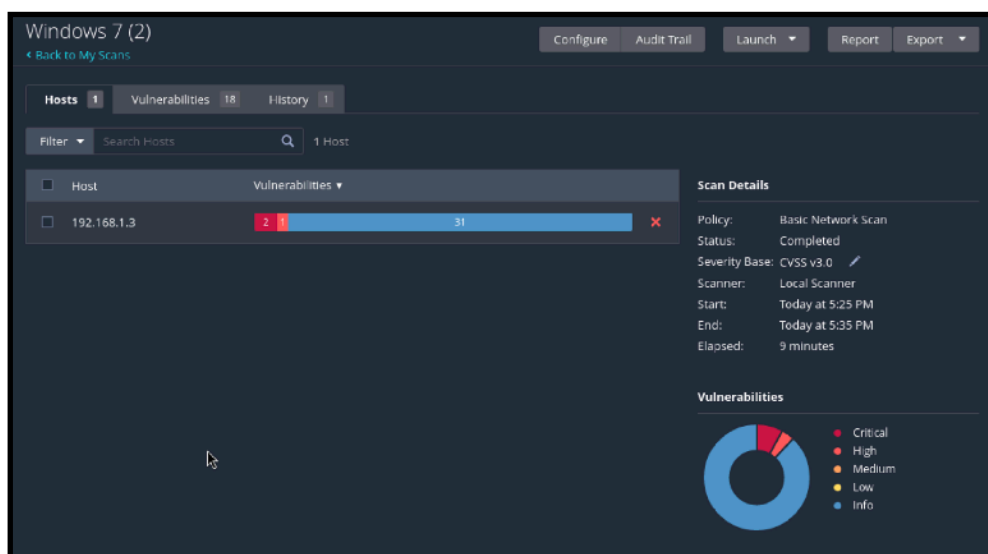 Windows 7 (2)
< Back to My Scans
Configure Audit Trail Launch Report Export
Hosts 1 Vulnerabilities 18 History 1
Filter Search Hosts 1 Host
Host Vulnerabilities
192.168.1.3 2 1 31
Scan Details
Policy: Basic Network Scan
Status: Completed
Severity Base: CVSS v3.0
Scanner: Local Scanner
Start: Today at 5:25 PM
End: Today at 5:35 PM
Elapsed: 9 minutes
Vulnerabilities
Critical
High
Medium
Low
Info